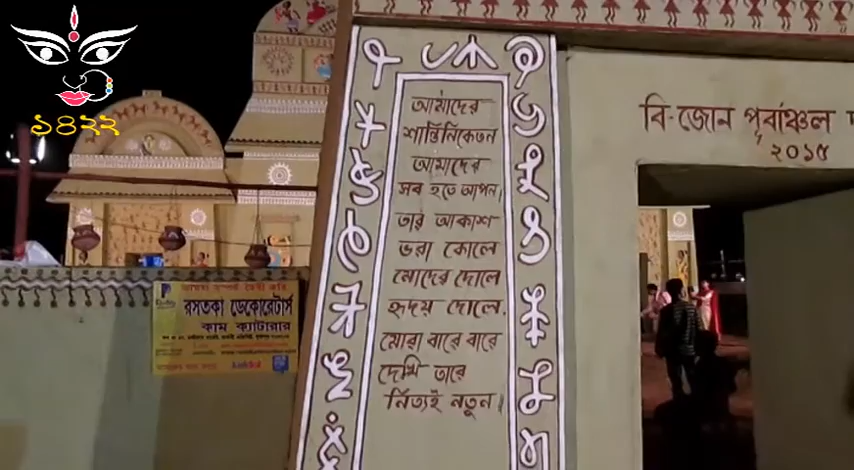 ১৪২২
আমাদের
শান্তিনিকেতন
আমাদের
সব হতে আপন।
তার আকাশ
ভরা কোলে
মোদের দোলে
হৃদয় দোলে,
মোরা বারে বারে
দেখি তারে
নিত্যই নতুন।
বি-জোন পূর্বাঞ্চল
২০১৫
রসতকা ডেকোরেটার্স
কাম ক্যাটারার